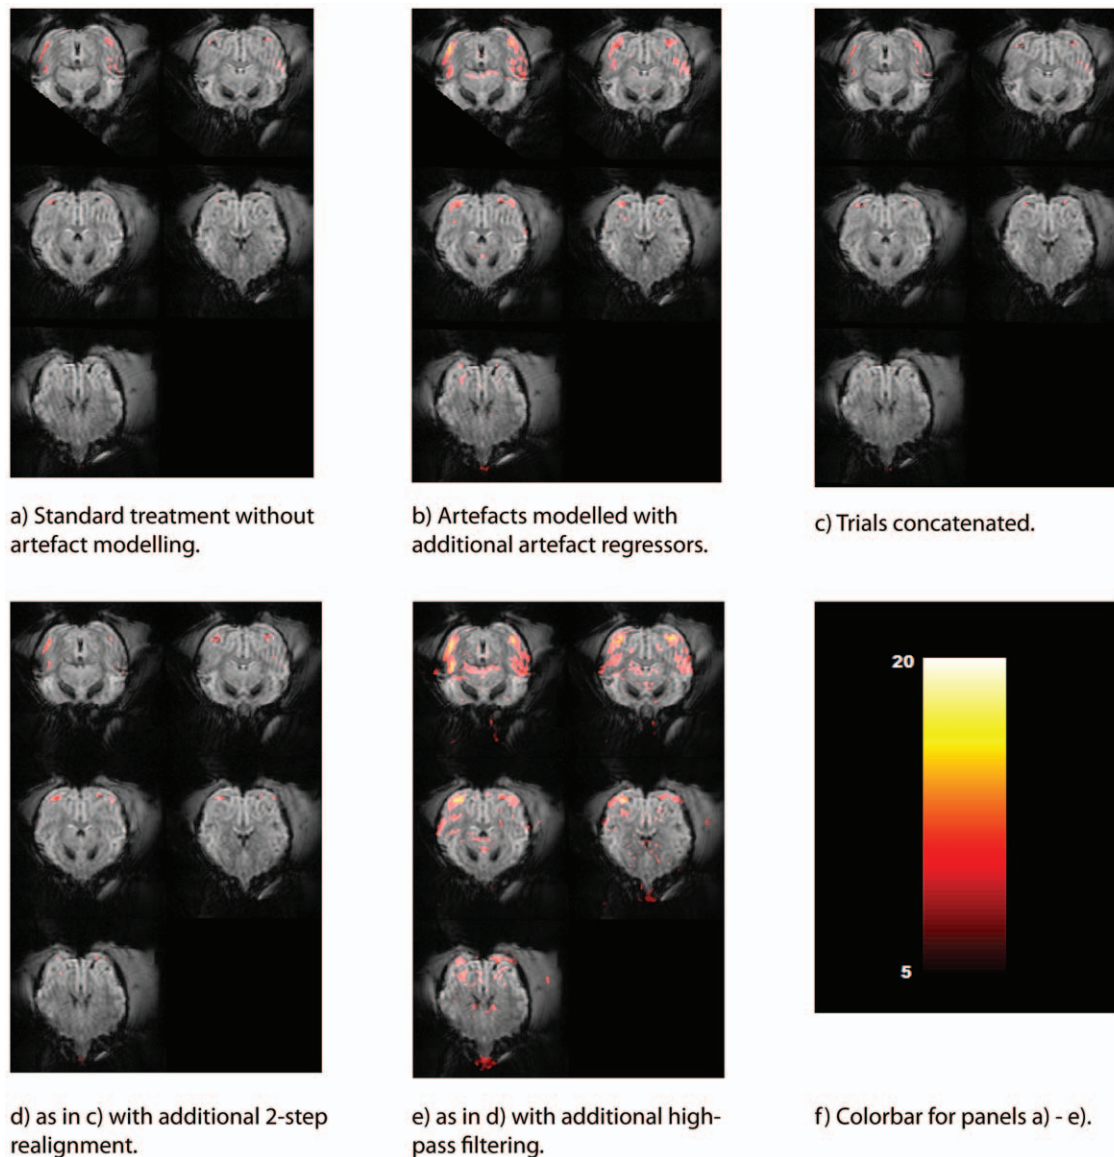 a) Standard treatment without
artefact modelling.
b) Artefacts modelled with
additional artefact regressors.
c) Trials concatenated.
20
5
d) as in c) with additional 2-step
realignment.
e) as in d) with additional high-
pass filtering.
f) Colorbar for panels a) - e).